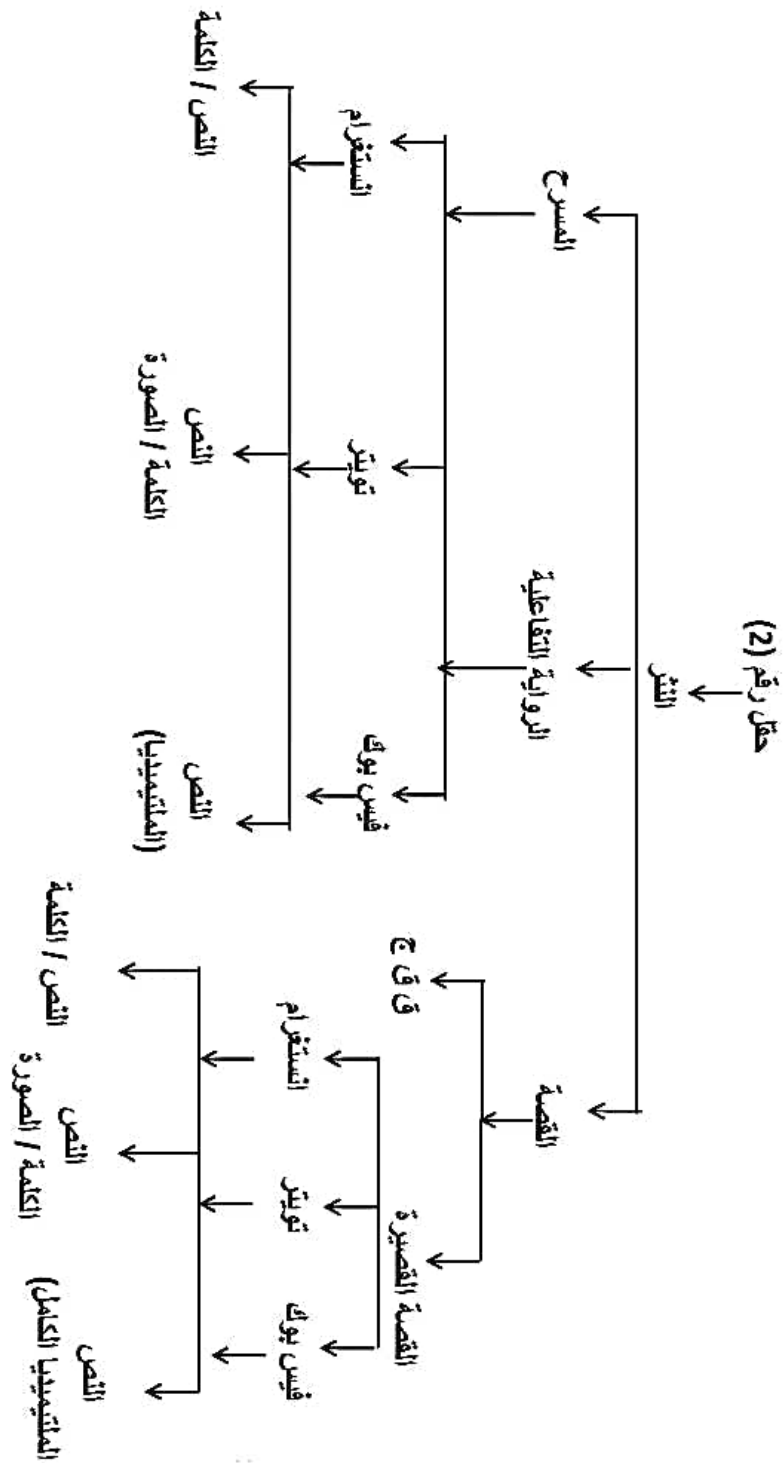 حقل رقم (2)
النثر
القصة
الرواية التفاعلية
المسرح
القصة القصيرة
ق ق ج
فيس بوك
تويتر
انستغرام
فيس بوك
تويتر
انستغرام
النص
(الملتيميديا)
النص
الكلمة / الصورة
النص / الكلمة
النص
الملتيميديا الكامل)
النص
الكلمة / الصورة
النص / الكلمة